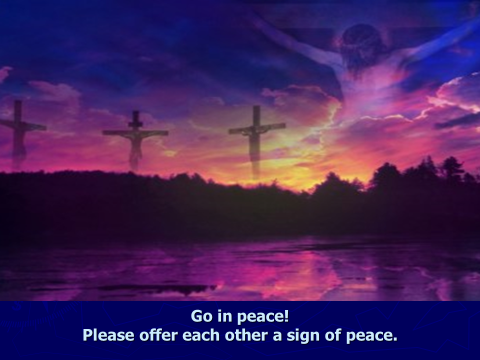 Go in peace!
Please offer each other a sign of peace.